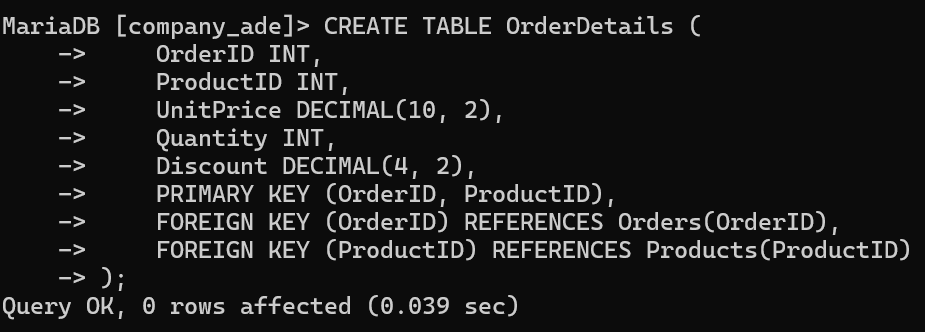 MariaDB [company_ade]> CREATE TABLE OrderDetails (
    ->     OrderID INT,
    ->     ProductID INT,
    ->     UnitPrice DECIMAL(10, 2),
    ->     Quantity INT,
    ->     Discount DECIMAL(4, 2),
    ->     PRIMARY KEY (OrderID, ProductID),
    ->     FOREIGN KEY (OrderID) REFERENCES Orders(OrderID),
    ->     FOREIGN KEY (ProductID) REFERENCES Products(ProductID)
    -> );
Query OK, 0 rows affected (0.039 sec)